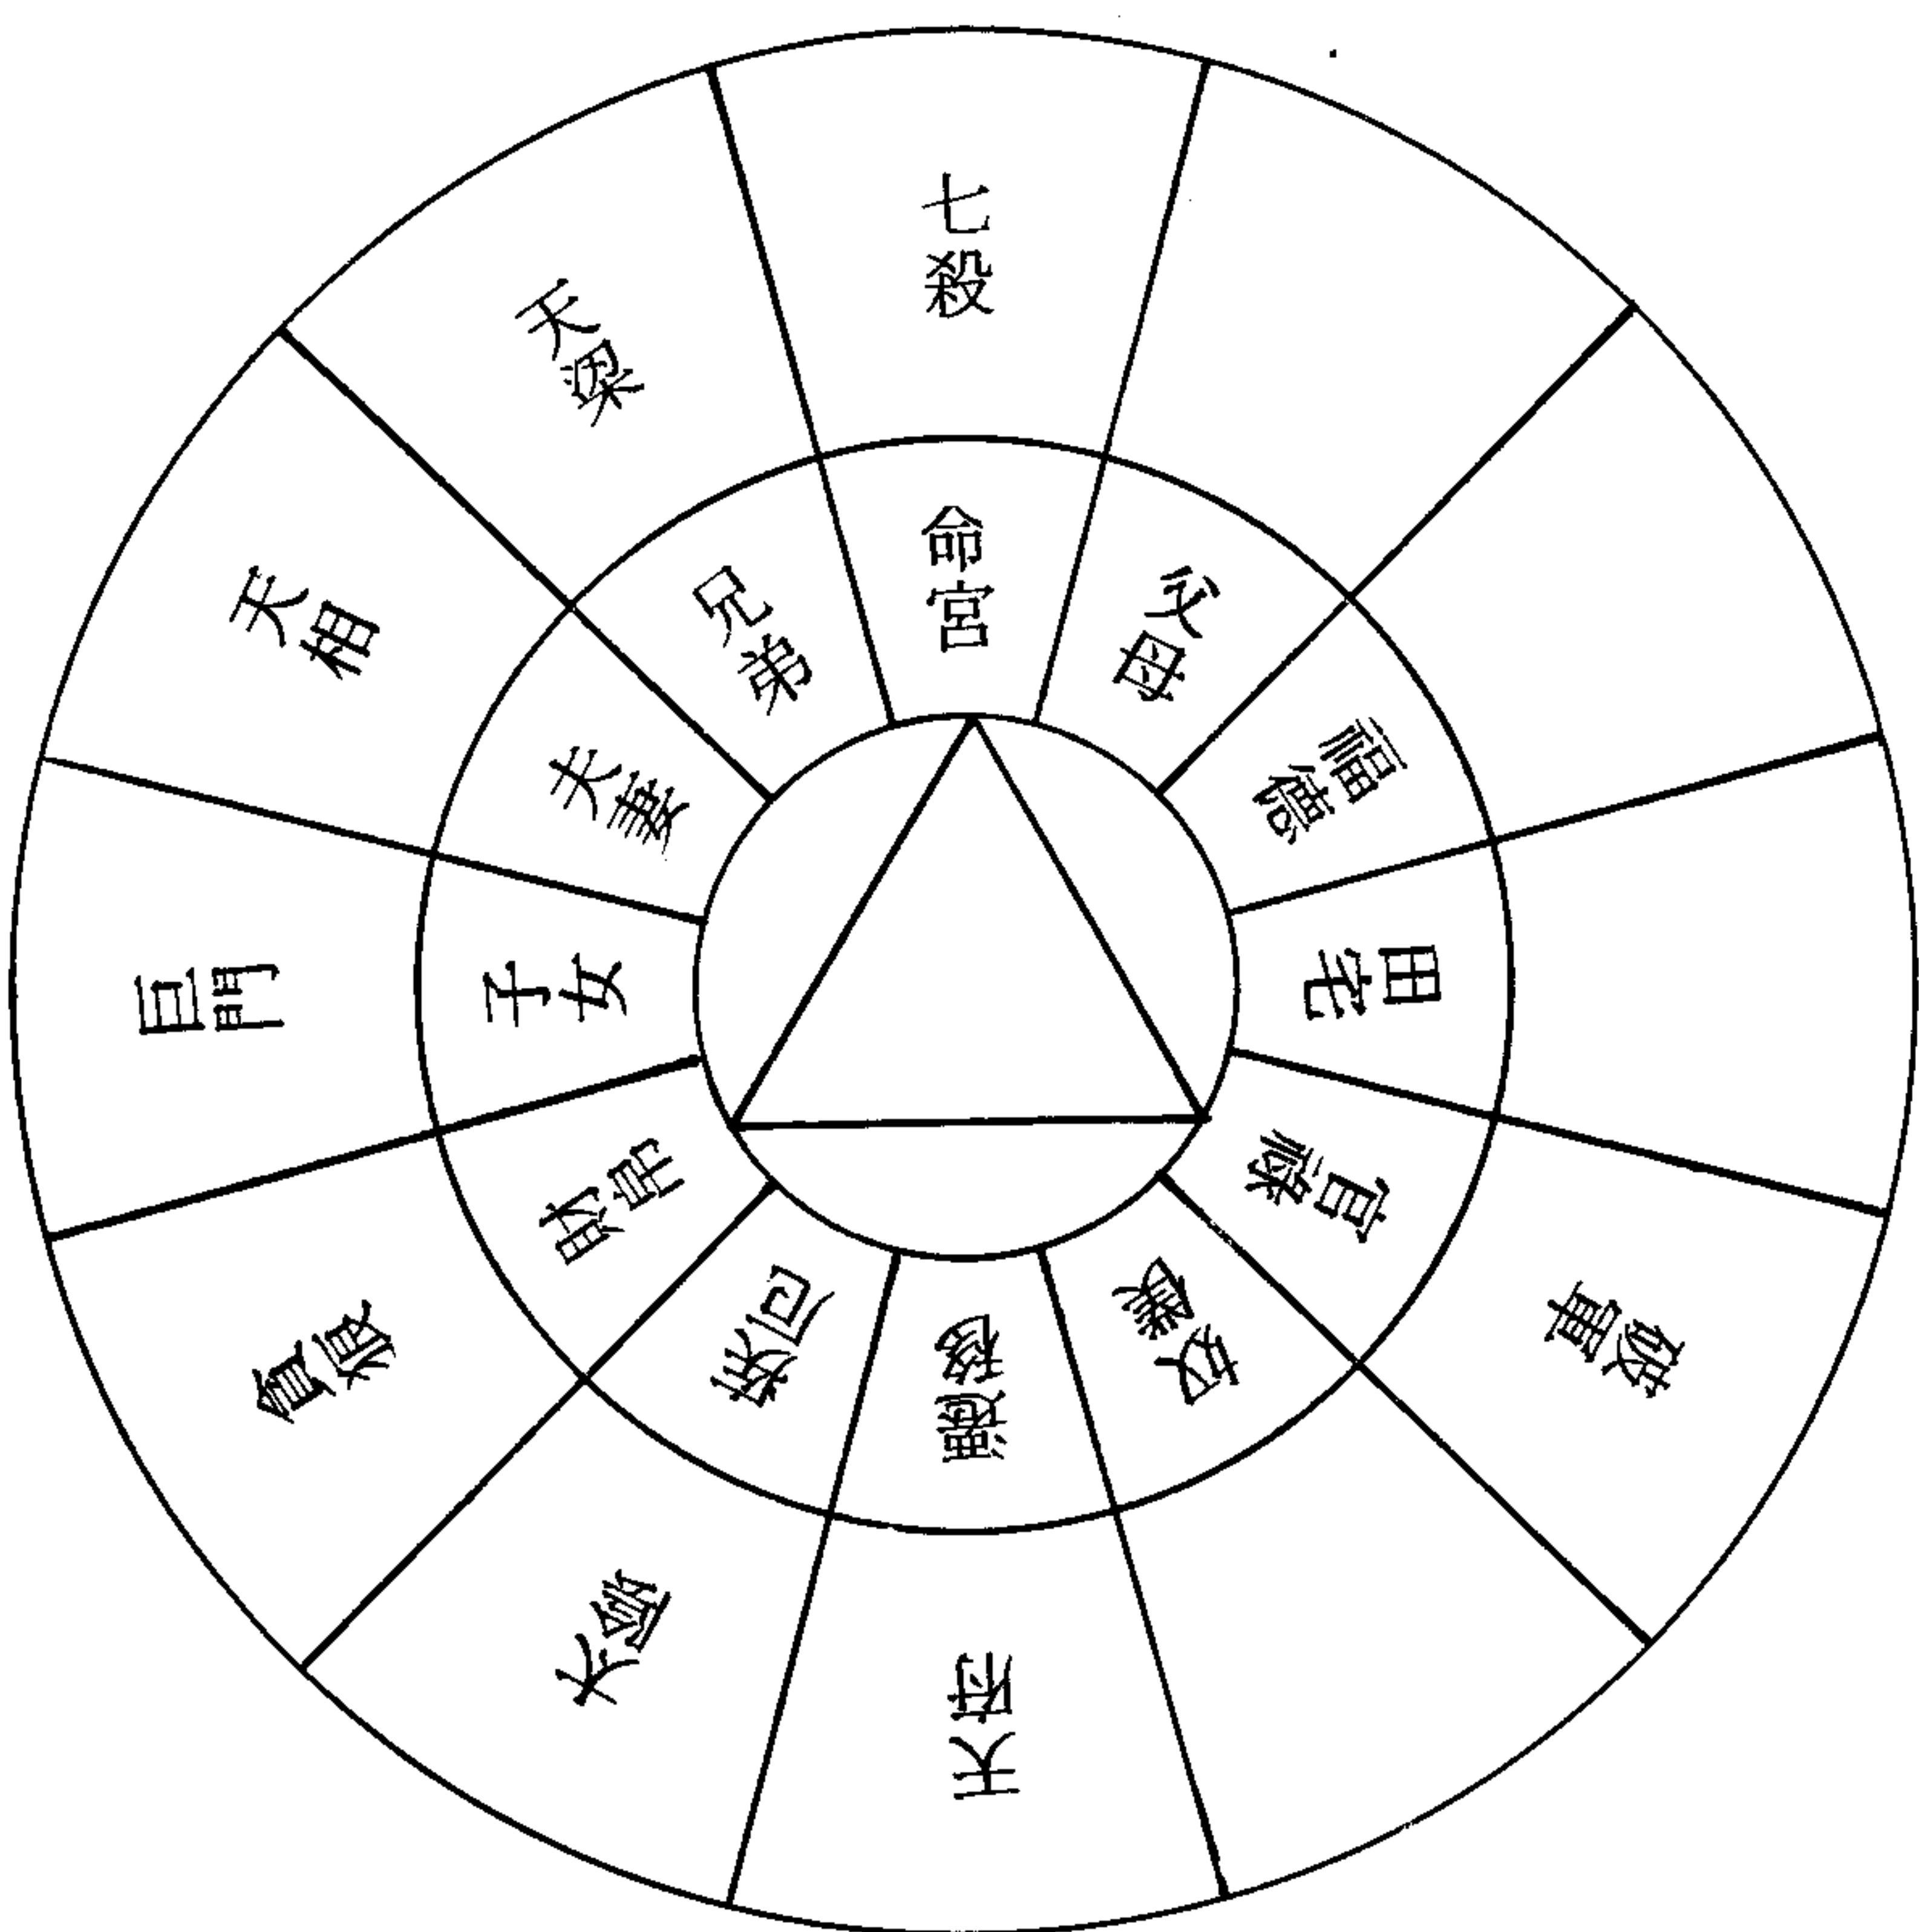 七殺
天梁
天相
巨門
貪狼
太陰
天府
破軍
命宮
兄弟
夫妻
子女
財帛
疾厄
遷移
奴僕
官祿
田宅
福德
父母